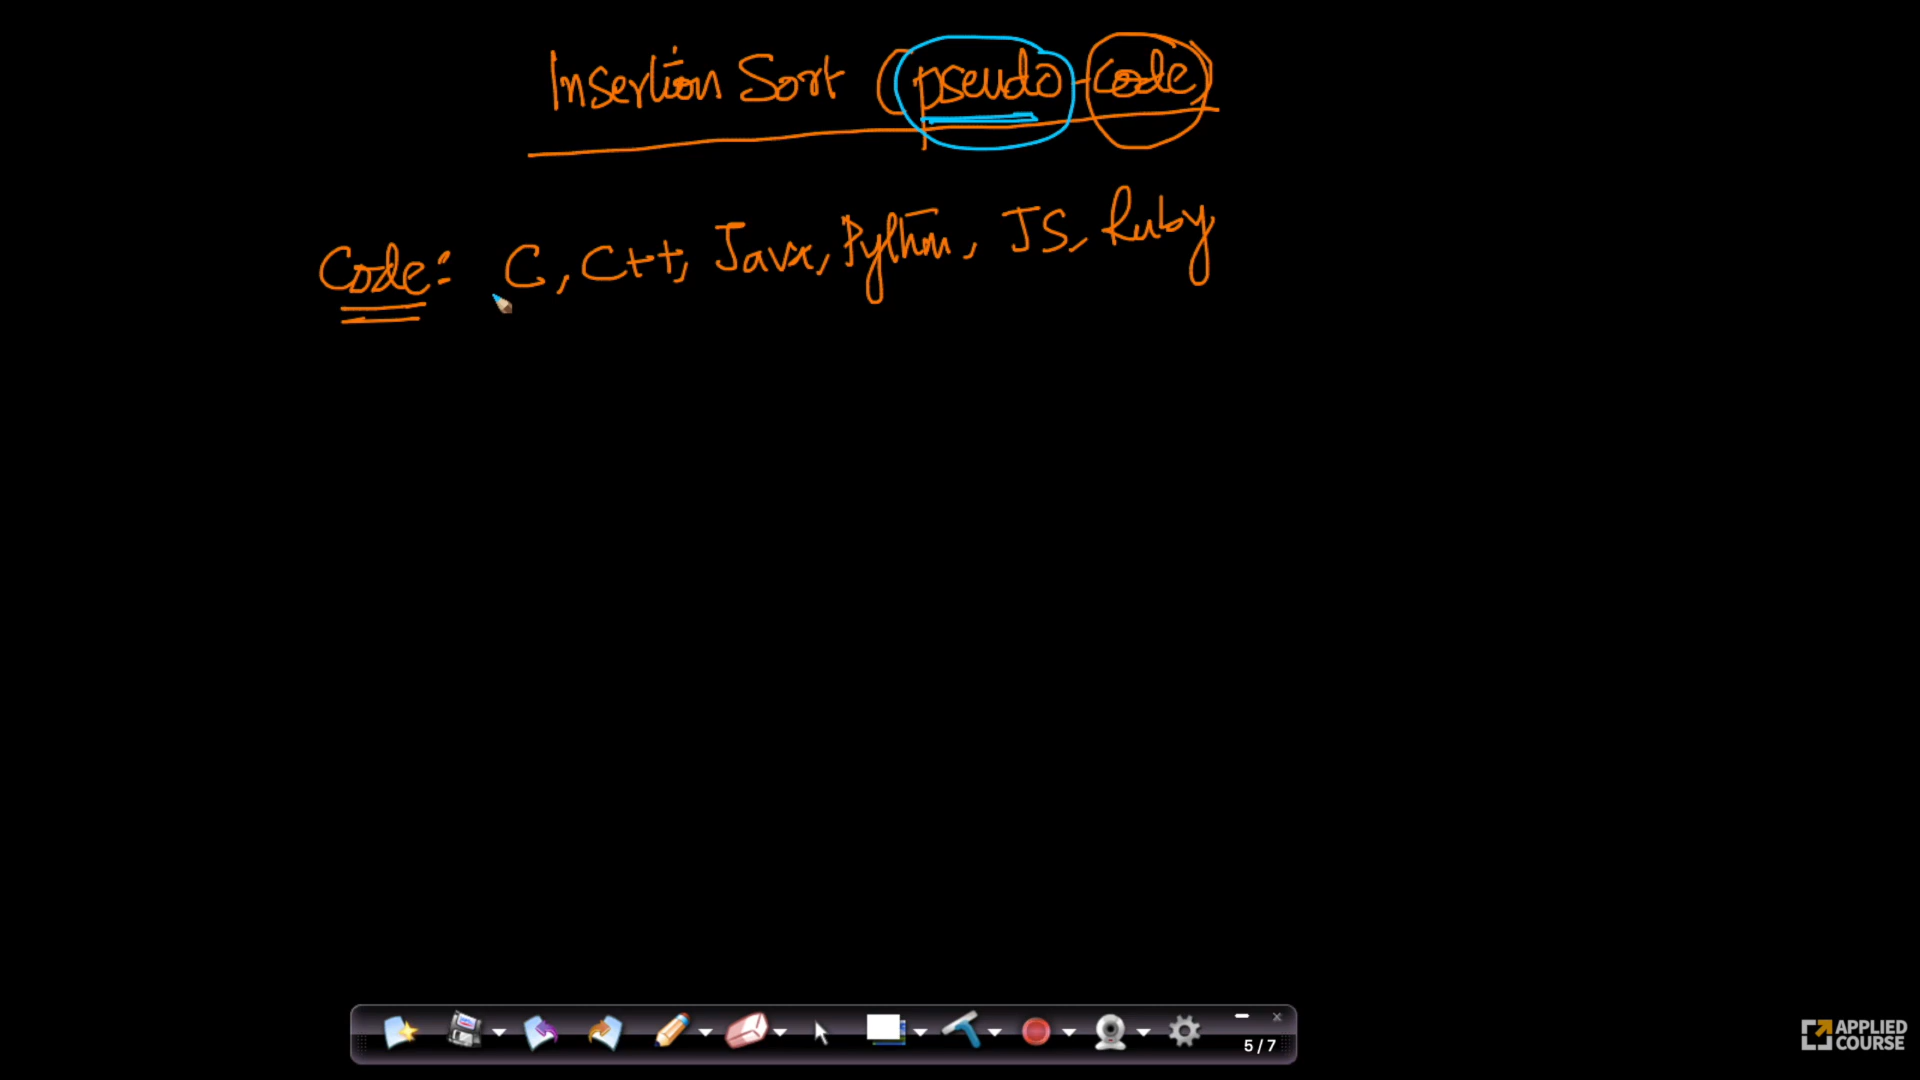 Insertion Sort (pseudo-code)
Code: C, C++, Java, Python, JS, Ruby
5/7
APPLIED
COURSE